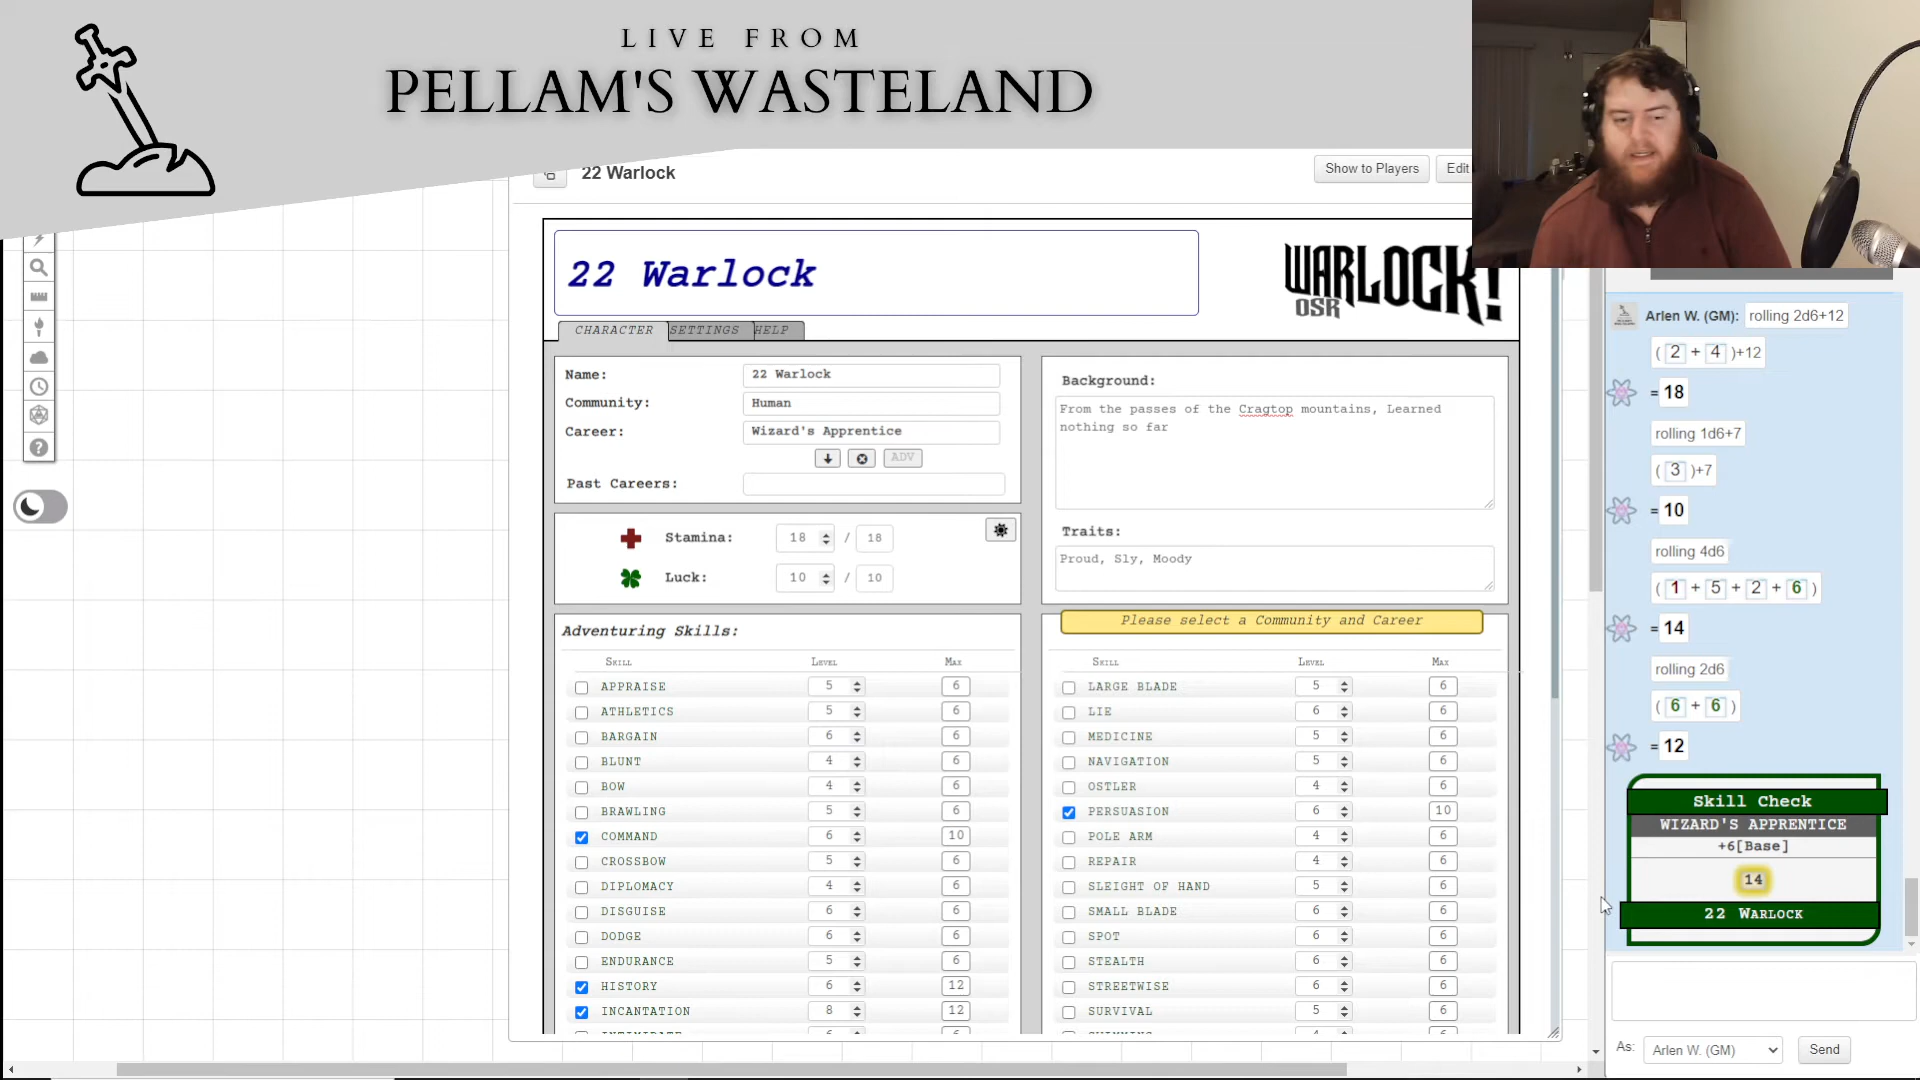 LIVE FROM
PELLAM'S WASTELAND
22 Warlock
Show to Players
Edit
22 Warlock
WARLOCK!
OSR
CHARACTER
SETTINGS
HELP
Name: 22 Warlock
Community: Human
Career: Wizard's Apprentice
ADV
Past Careers:
Stamina: 18 / 18
Luck: 10 / 10
Background:
From the passes of the Cragtop mountains, Learned
nothing so far
Traits:
Proud, Sly, Moody
Adventuring Skills:
SKILL LEVEL MAX
APPRAISE 5 6
ATHLETICS 5 6
BARGAIN 6 6
BLUNT 4 6
BOW 4 6
BRAWLING 5 6
COMMAND 6 10
CROSSBOW 5 6
DIPLOMACY 4 6
DISGUISE 6 6
DODGE 6 6
ENDURANCE 5 6
HISTORY 6 12
INCANTATION 8 12
INTIMIDATE 6 6
Please select a Community and Career
SKILL LEVEL MAX
LARGE BLADE 5 6
LIE 6 6
MEDICINE 5 6
NAVIGATION 5 6
OSTLER 4 6
PERSUASION 6 10
POLE ARM 4 6
REPAIR 4 6
SLEIGHT OF HAND 5 6
SMALL BLADE 6 6
SPOT 6 6
STEALTH 6 6
STREETWISE 6 6
SURVIVAL 5 6
SWIMMING 4 6
Arlen W. (GM): rolling 2d6+12
( 2 + 4 )+12
= 18
rolling 1d6+7
( 3 )+7
= 10
rolling 4d6
( 1 + 5 + 2 + 6 )
= 14
rolling 2d6
( 6 + 6 )
= 12
Skill Check
WIZARD'S APPRENTICE
+6[Base]
14
22 WARLOCK
As: Arlen W. (GM)
Send